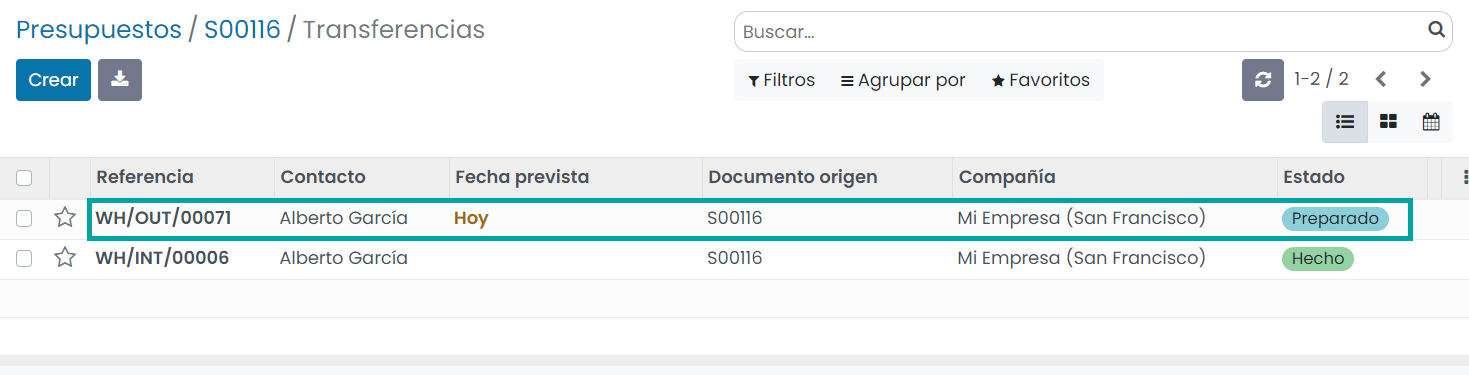 Presupuestos / S00116 / Transferencias
Buscar...
Crear
Filtros Agrupar por Favoritos
1-2 / 2
Referencia Contacto Fecha prevista Documento origen Compañía Estado
WH/OUT/00071 Alberto García Hoy S00116 Mi Empresa (San Francisco) Preparado
WH/INT/00006 Alberto García S00116 Mi Empresa (San Francisco) Hecho